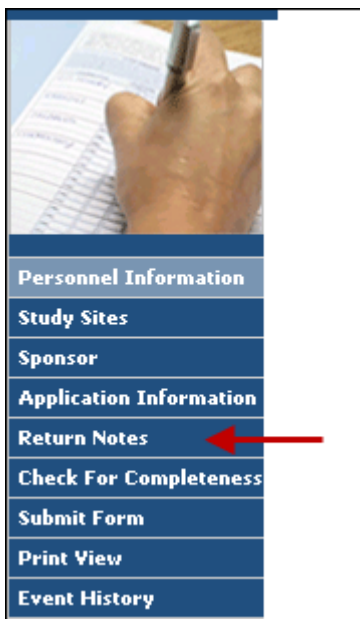 Personnel Information
Study Sites
Sponsor
Application Information
Return Notes
Check For Completeness
Submit Form
Print View
Event History